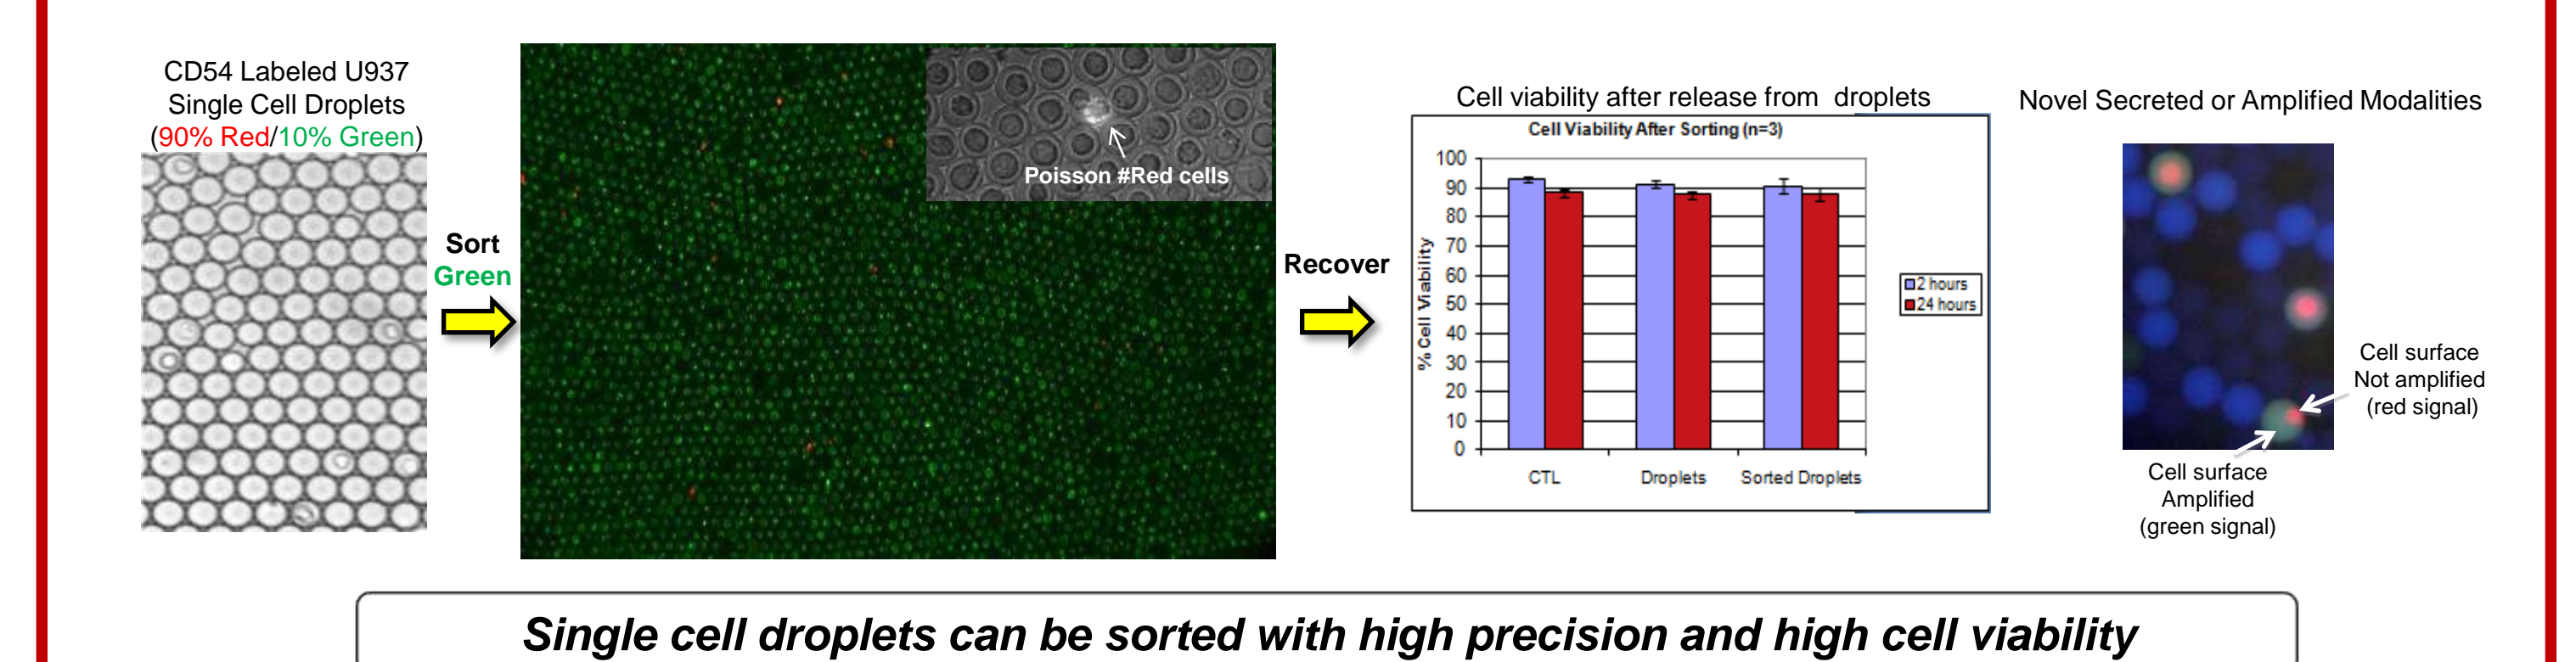 CD54 Labeled U937
Single Cell Droplets
(90% Red/10% Green)
Sort
Green
Poisson #Red cells
Recover
Cell viability after release from droplets
Cell Viability After Sorting (n=3)
% Cell Viability
100
90
80
70
60
50
40
30
20
10
0
CTL
Droplets
Sorted Droplets
2 hours
24 hours
Novel Secreted or Amplified Modalities
Cell surface
Not amplified
(red signal)
Cell surface
Amplified
(green signal)
Single cell droplets can be sorted with high precision and high cell viability